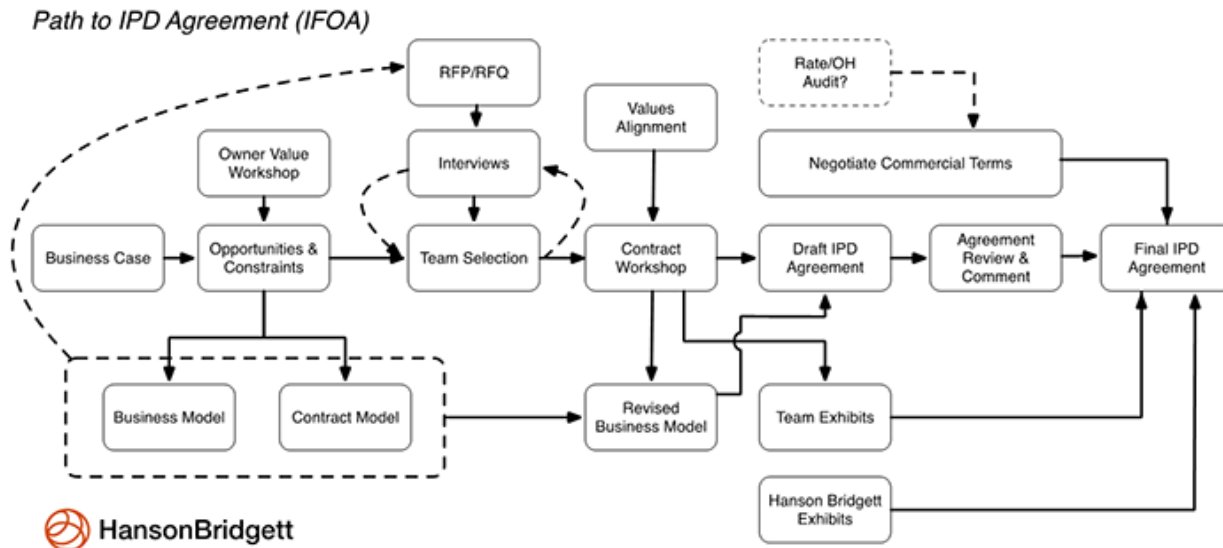 Path to IPD Agreement (IFOA)
RFP/RFQ
Rate/OH
Audit?
Values
Alignment
Owner Value
Workshop
Interviews
Negotiate Commercial Terms
Business Case
Opportunities &
Constraints
Team Selection
Contract
Workshop
Draft IPD
Agreement
Agreement
Review &
Comment
Final IPD
Agreement
Business Model
Contract Model
Revised
Business Model
Team Exhibits
Hanson Bridgett
Exhibits
HansonBridgett